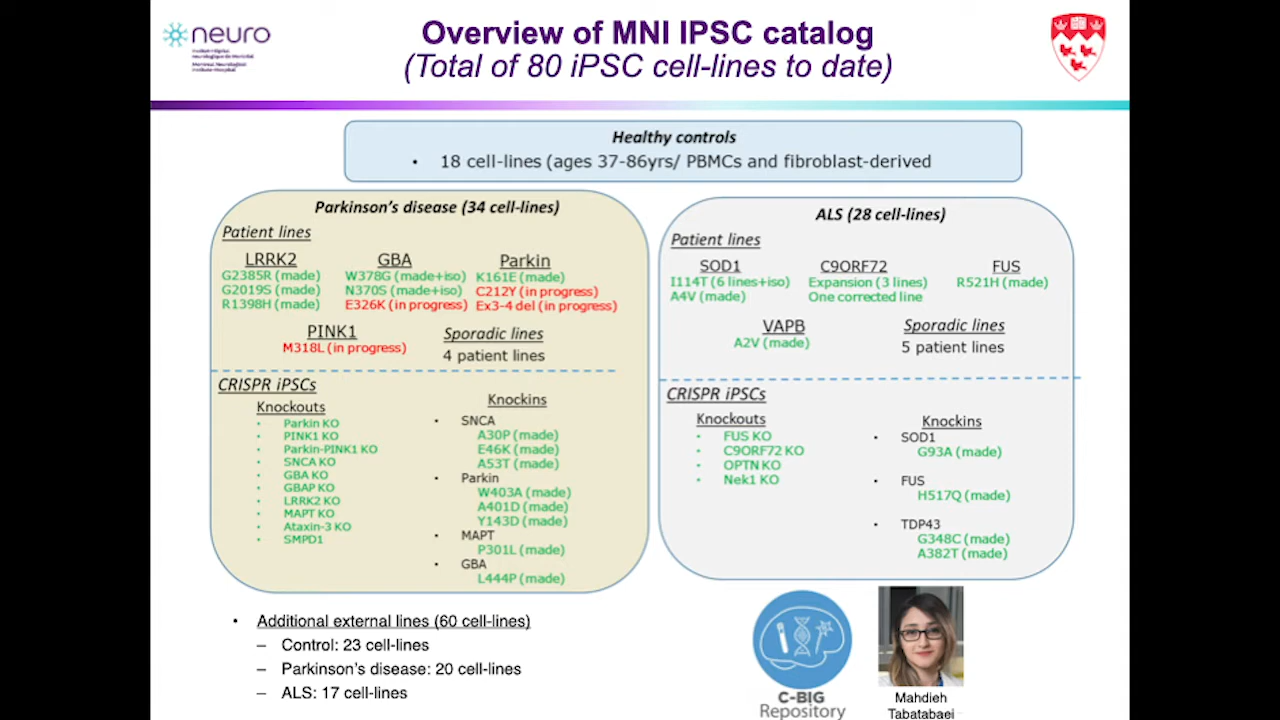 neuro
Overview of MNI IPSC catalog
(Total of 80 iPSC cell-lines to date)
Healthy controls
• 18 cell-lines (ages 37-86yrs/ PBMCs and fibroblast-derived
Parkinson's disease (34 cell-lines)
Patient lines
LRRK2
G2385R (made)
G2019S (made)
R1398H (made)
GBA
W378G (made+iso)
N370S (made+iso)
E326K (in progress)
Parkin
K161E (made)
C212Y (in progress)
Ex3-4 del (in progress)
PINK1
M318L (in progress)
Sporadic lines
4 patient lines
CRISPR iPSCs
Knockouts
• Parkin KO
• PINK1 KO
• Parkin-PINK1 KO
• SNCA KO
• GBA KO
• GBAP KO
• LRRK2 KO
• MAPT KO
• Ataxin-3 KO
• SMPD1
Knockins
• SNCA
A30P (made)
E46K (made)
A53T (made)
• Parkin
W403A (made)
A401D (made)
Y143D (made)
• MAPT
P301L (made)
• GBA
L444P (made)
ALS (28 cell-lines)
Patient lines
SOD1
I114T (6 lines+iso)
A4V (made)
C9ORF72
Expansion (3 lines)
One corrected line
FUS
R521H (made)
VAPB
A2V (made)
Sporadic lines
5 patient lines
CRISPR iPSCs
Knockouts
• FUS KO
• C9ORF72 KO
• OPTN KO
• Nek1 KO
Knockins
• SOD1
G93A (made)
• FUS
H517Q (made)
• TDP43
G348C (made)
A382T (made)
• Additional external lines (60 cell-lines)
– Control: 23 cell-lines
– Parkinson's disease: 20 cell-lines
– ALS: 17 cell-lines
C-BIG
Repository
Mahdieh
Tabatabaei